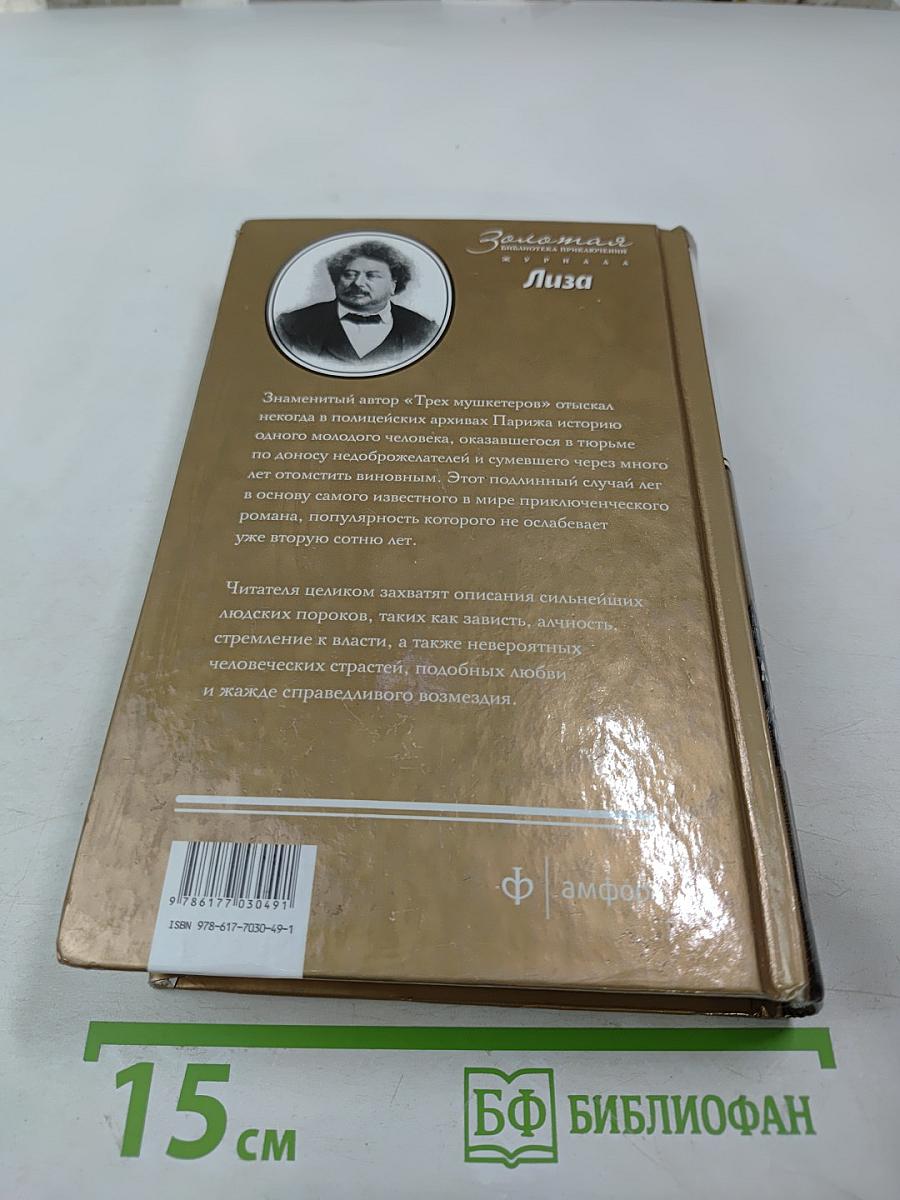 Золотая
БИБЛИОТЕКА ПРИКЛЮЧЕНИЙ
ЖУРНАЛА
Лиза
Знаменитый автор «Трех мушкетеров» отыскал
некогда в полицейских архивах Парижа историю
одного молодого человека, оказавшегося в тюрьме
по доносу недоброжелателей и сумевшего через много
лет отомстить виновным. Этот подлинный случай лег
в основу самого известного в мире приключенческого
романа, популярность которого не ослабевает
уже вторую сотню лет.
Читателя целиком захватят описания сильнейших
людских пороков, таких как зависть, алчность,
стремление к власти, а также невероятных
человеческих страстей, подобных любви
и жажде справедливого возмездия.
Ф амфор
9 786177 030491
ISBN 978-617-7030-49-1
15 см
БФ БИБЛИОФАН